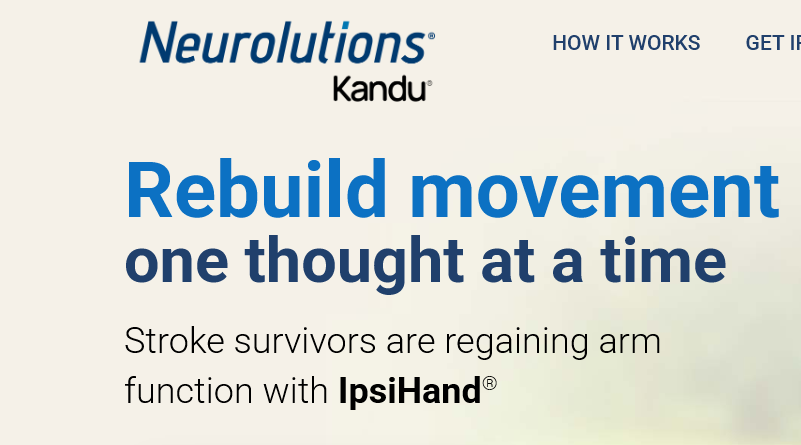 Neurolutions®
Kandu®
HOW IT WORKS
GET
Rebuild movement
one thought at a time
Stroke survivors are regaining arm
function with IpsiHand®